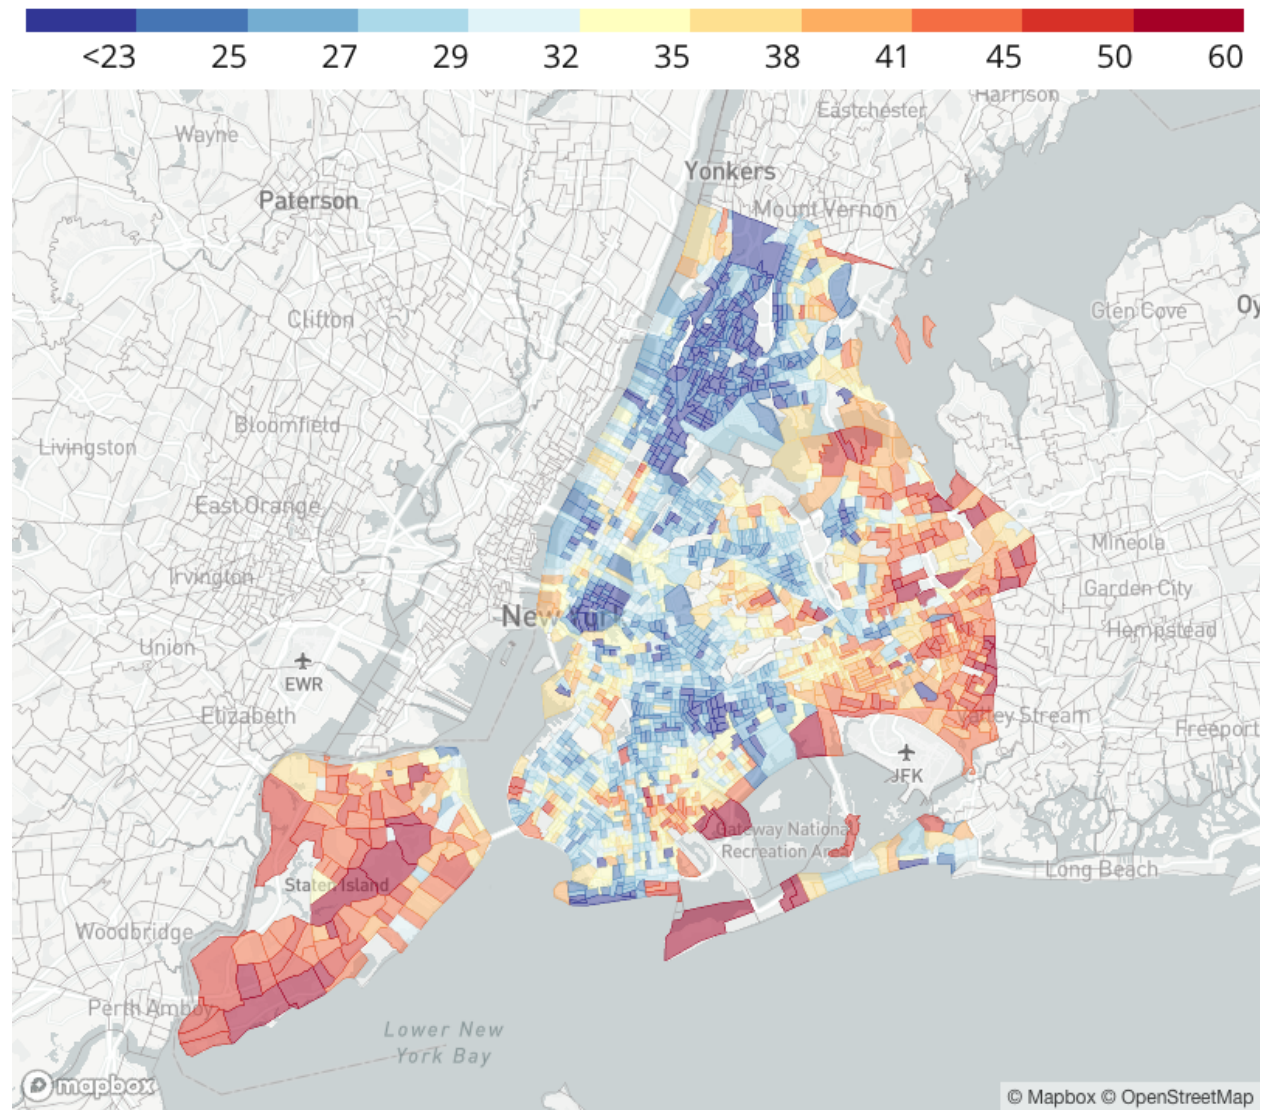 <23 25 27 29 32 35 38 41 45 50 60
Harrison
Eastchester
Wayne
Yonkers
Paterson
Mount Vernon
Glen Cove
Oy
Clifton
Bloomfield
Livingston
East Orange
Mineola
Irvington
Garden City
New York
Hempstead
Union
EWR
Elizabeth
Valley Stream
Freeport
JFK
Gateway National
Recreation Area
Long Beach
Staten Island
Woodbridge
Perth Amboy
Lower New
York Bay
mapbox
© Mapbox © OpenStreetMap